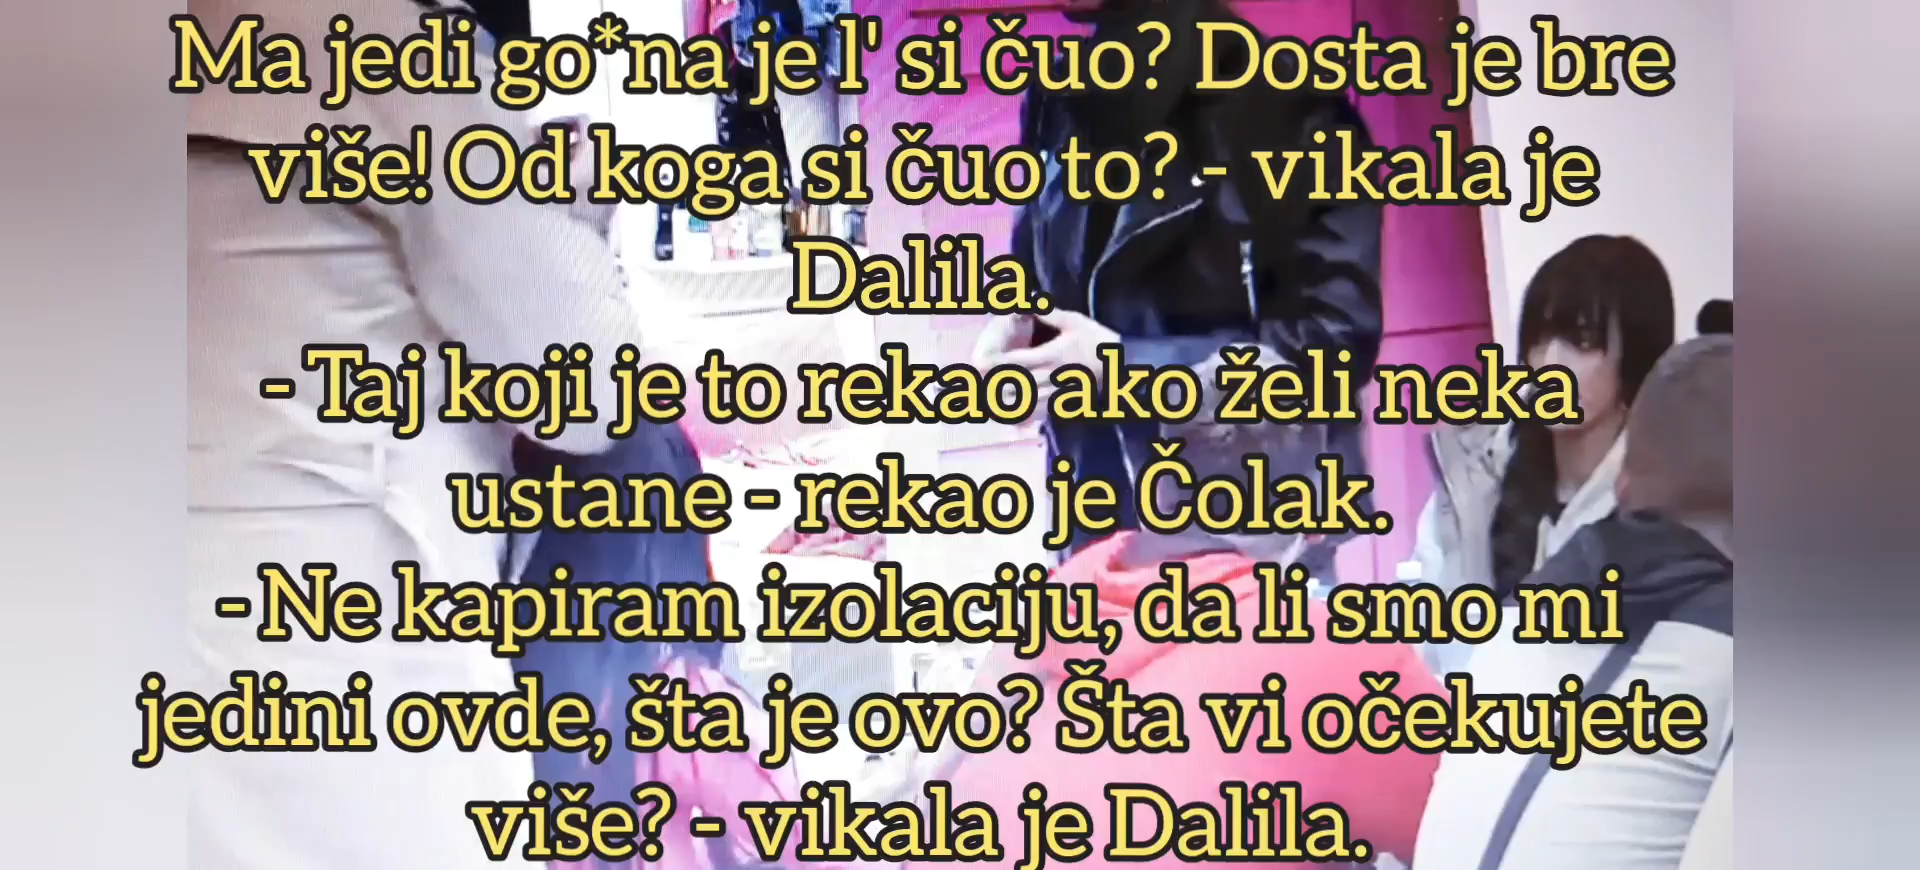 Ma jedi go*na je l' si čuo? Dosta je bre
više! Od koga si čuo to? - vikala je
Dalila.
- Taj koji je to rekao ako želi neka
ustane - rekao je Čolak.
- Ne kapiram izolaciju, da li smo mi
jedini ovde, šta je ovo? Šta vi očekujete
više? - vikala je Dalila.